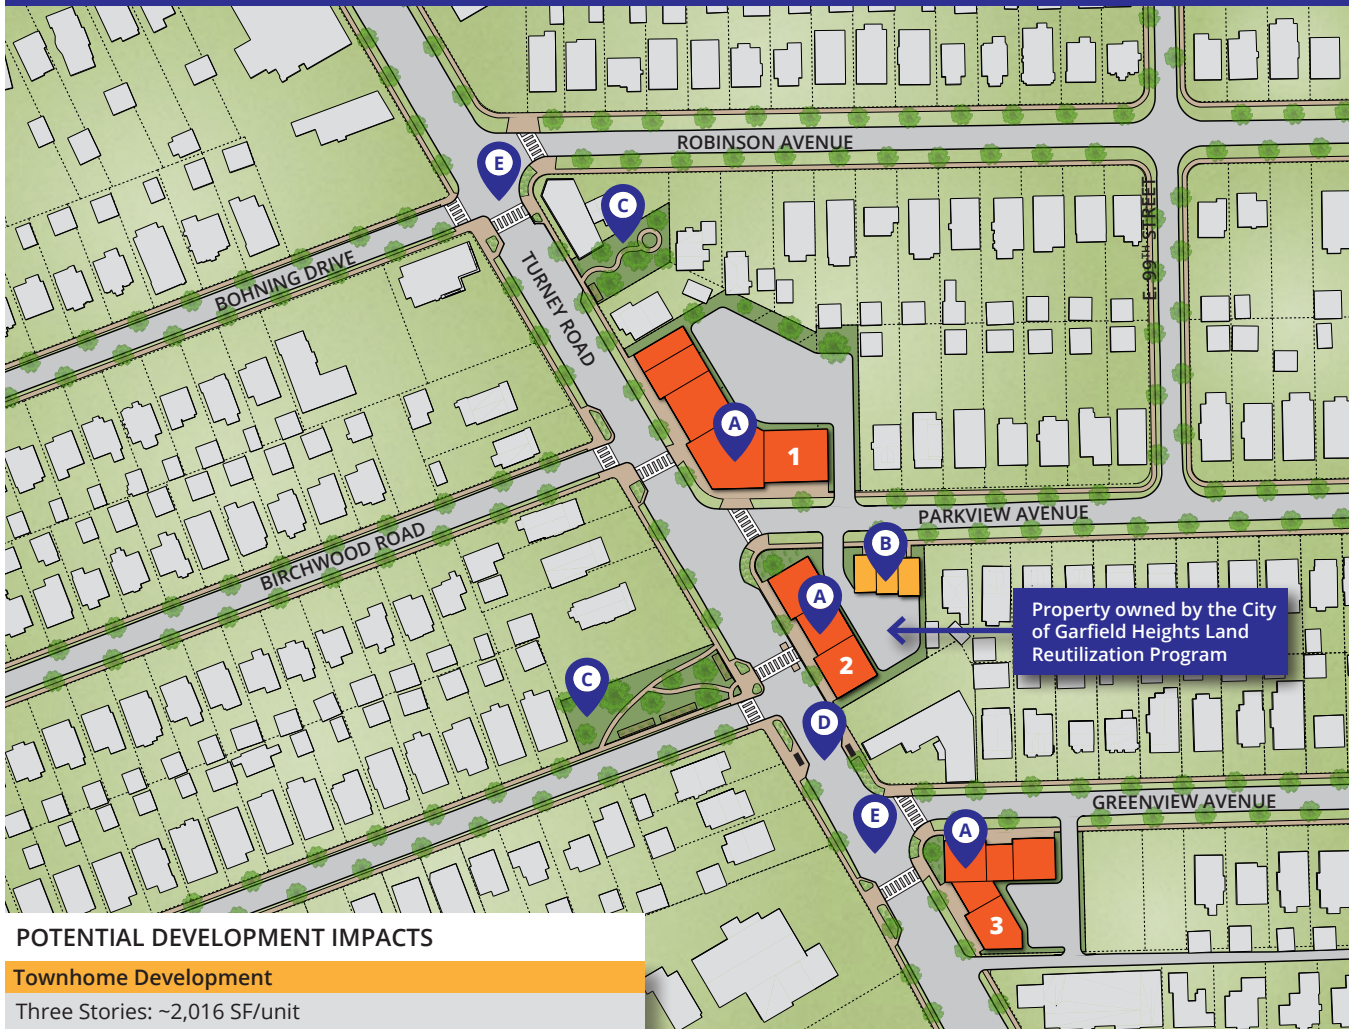 ROBINSON AVENUE
E
C
E 99TH STREET
BOHNING DRIVE
TURNEY ROAD
A
1
PARKVIEW AVENUE
BIRCHWOOD ROAD
B
A
2
Property owned by the City
of Garfield Heights Land
Reutilization Program
C
D
GREENVIEW AVENUE
E
A
3
POTENTIAL DEVELOPMENT IMPACTS
Townhome Development
Three Stories: ~2,016 SF/unit